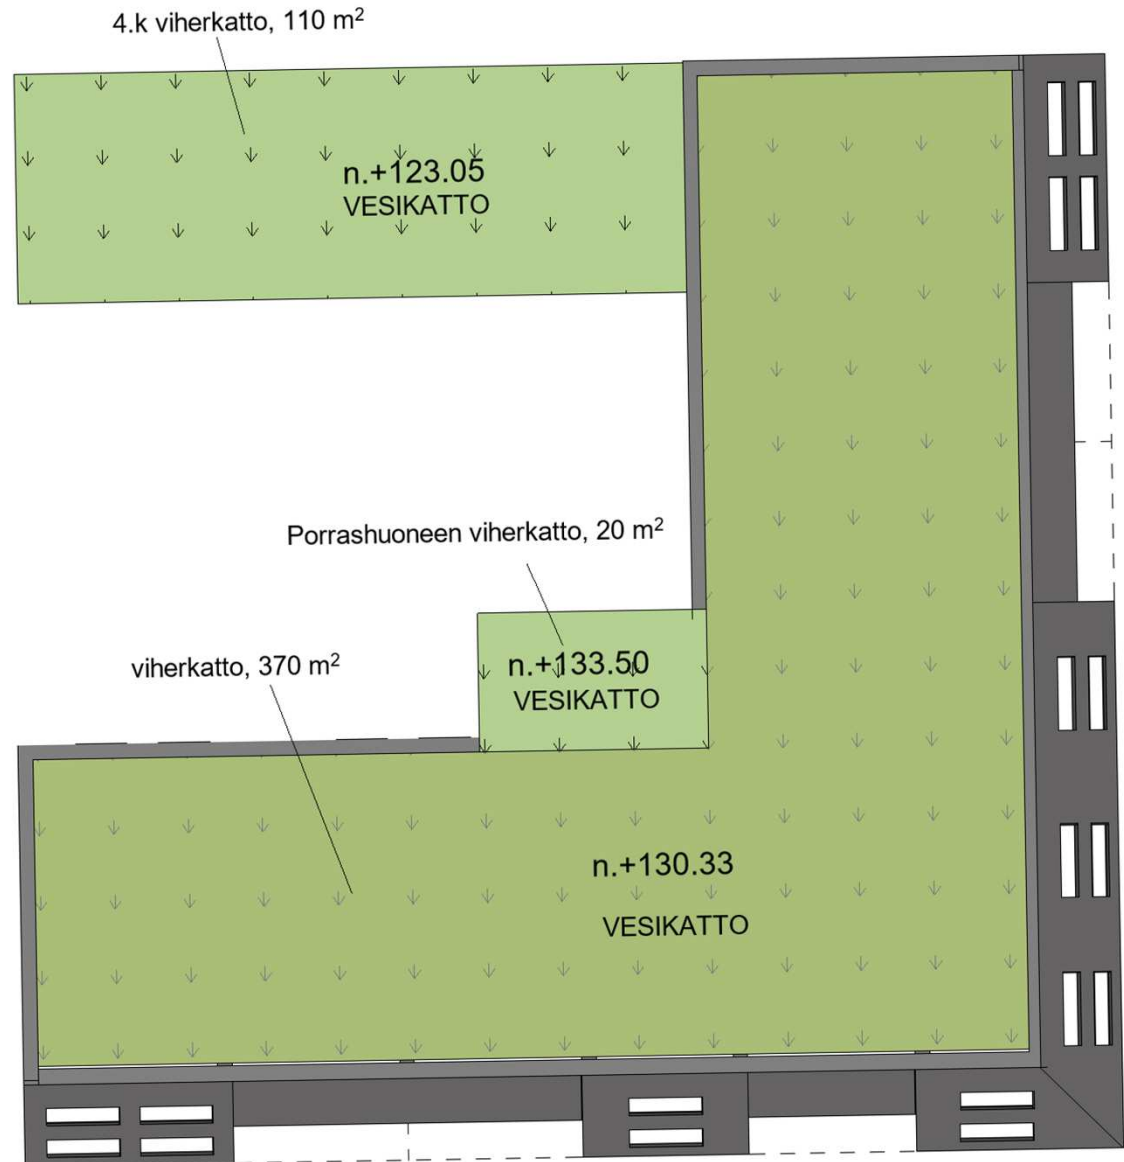 4.k viherkatto, 110 m²
n.+123.05
VESIKATTO
Porrashuoneen viherkatto, 20 m²
n.+133.50
VESIKATTO
viherkatto, 370 m²
n.+130.33
VESIKATTO